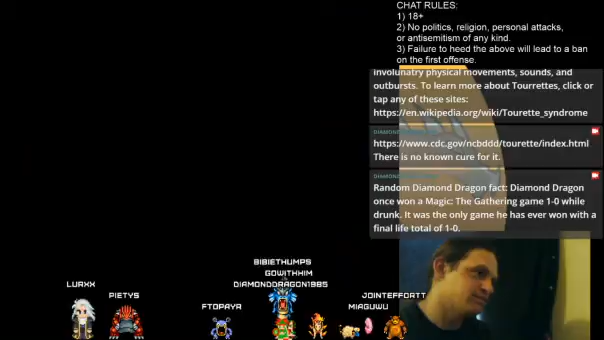 CHAT RULES:
1) 18+
2) No politics, religion, personal attacks,
or antisemitism of any kind.
3) Failure to heed the above will lead to a ban
on the first offense.
involunatry physical movements, sounds, and
outbursts. To learn more about Tourrettes, click or
tap any of these sites:
https://en.wikipedia.org/wiki/Tourette_syndrome
https://www.cdc.gov/ncbddd/tourette/index.html
There is no known cure for it.
Random Diamond Dragon fact: Diamond Dragon
once won a Magic: The Gathering game 1-0 while
drunk. It was the only game he has ever won with a
final life total of 1-0.
BIBIETHUMPS
GOWITHHIM
LURXX
DIAMONDDRAGON1985
PIETYS
JOINTEFFORTT
FTOPAYR
MIAGUWU